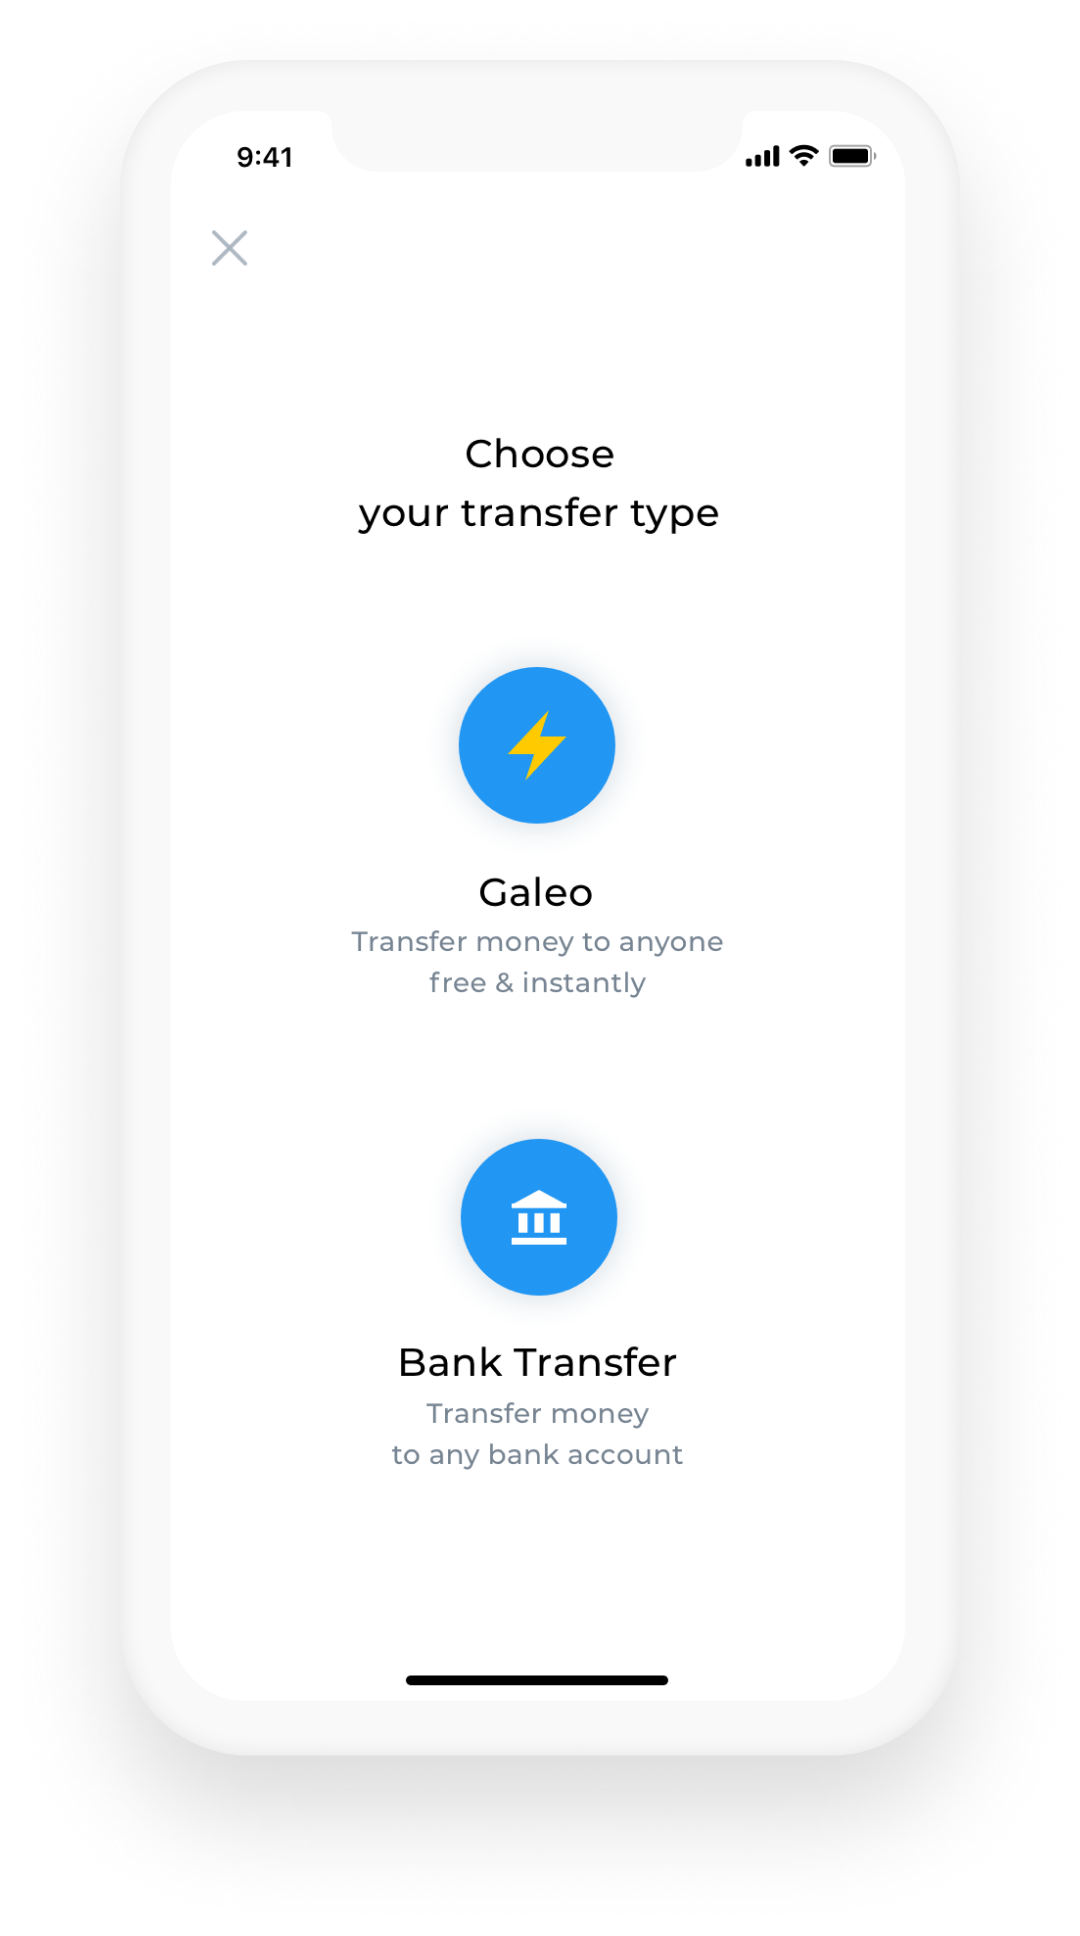 9:41
Choose
your transfer type
Galeo
Transfer money to anyone
free & instantly
Bank Transfer
Transfer money
to any bank account